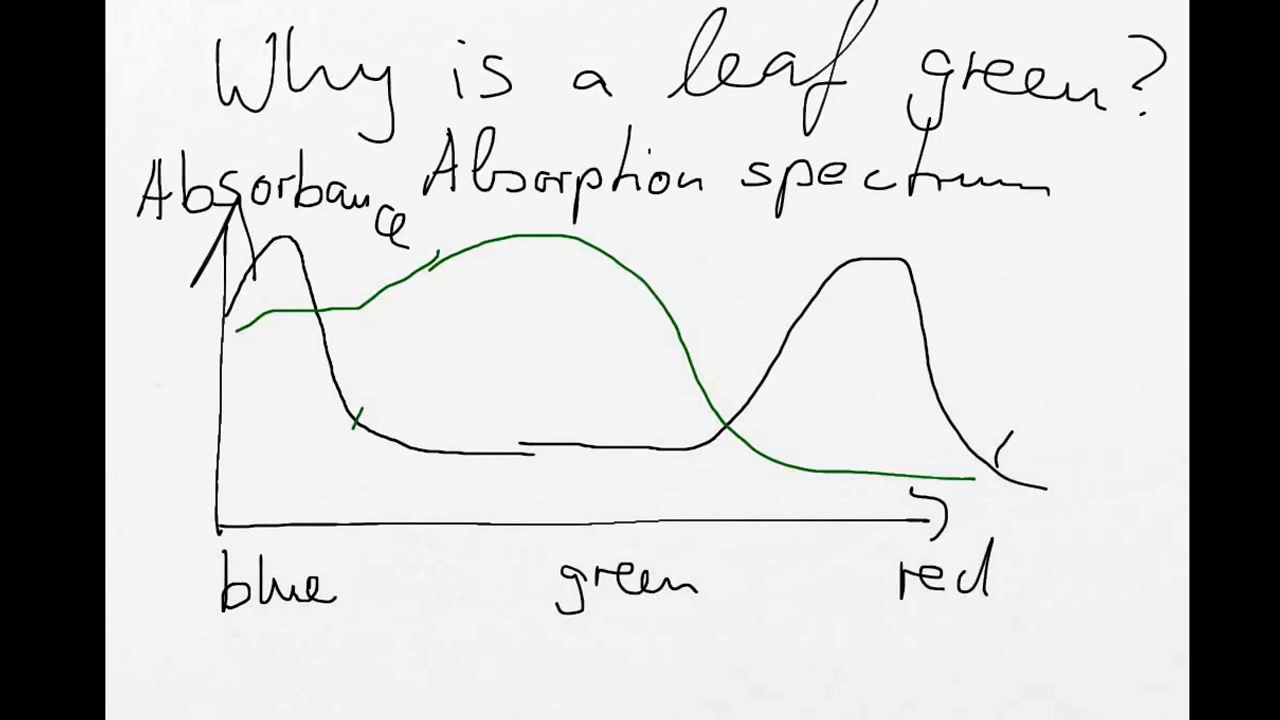 Why is a leaf green?
Absorption spectrum
Absorbance
blue green red